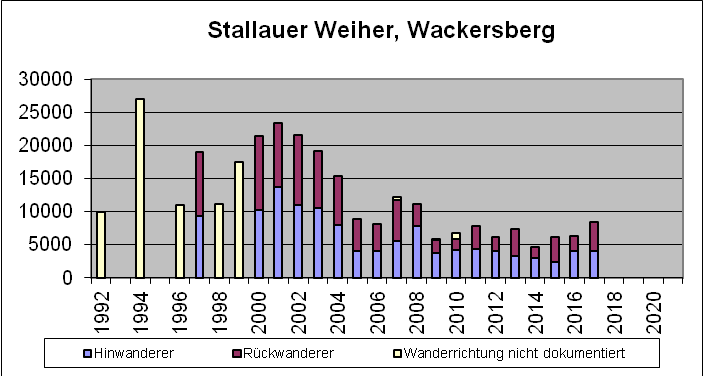 Stallauer Weiher, Wackersberg
30000
25000
20000
15000
10000
5000
0
1992 1994 1996 1998 2000 2002 2004 2006 2008 2010 2012 2014 2016 2018 2020
Hinwanderer Rückwanderer Wanderrichtung nicht dokumentiert